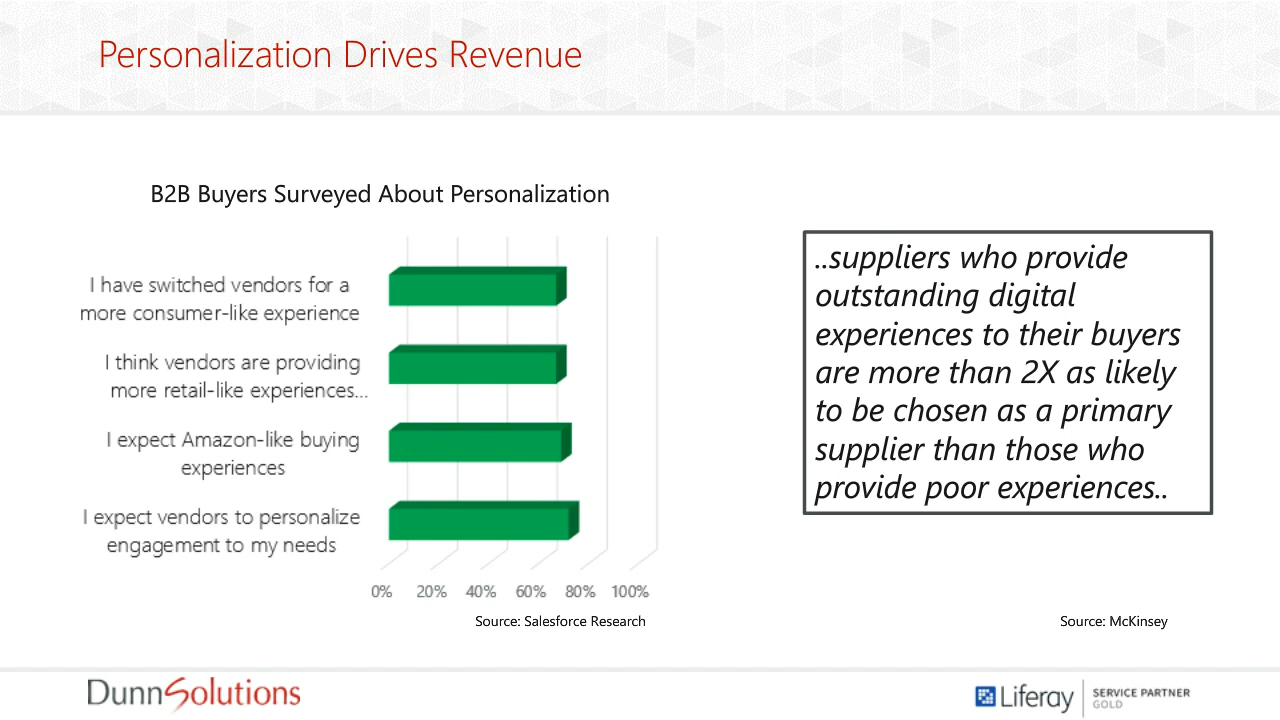 Personalization Drives Revenue
B2B Buyers Surveyed About Personalization
I have switched vendors for a
more consumer-like experience
I think vendors are providing
more retail-like experiences...
I expect Amazon-like buying
experiences
I expect vendors to personalize
engagement to my needs
0% 20% 40% 60% 80% 100%
Source: Salesforce Research
..suppliers who provide
outstanding digital
experiences to their buyers
are more than 2X as likely
to be chosen as a primary
supplier than those who
provide poor experiences..
Source: McKinsey
DunnSolutions
Liferay
SERVICE PARTNER
GOLD